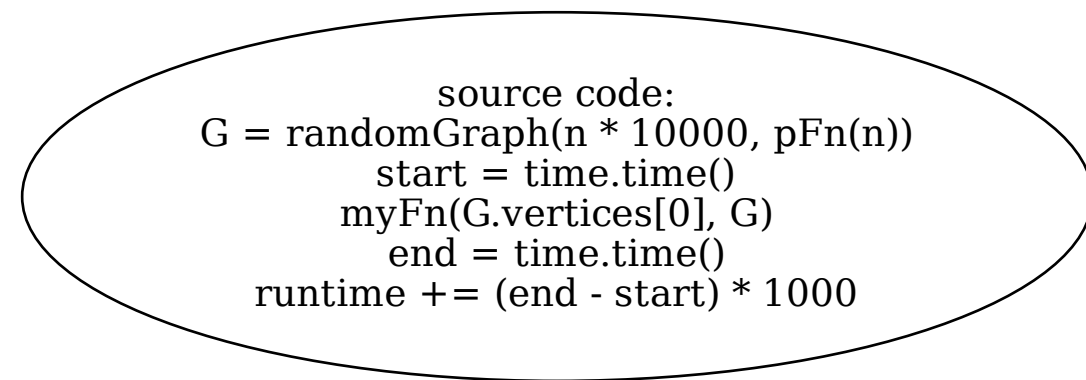 source code:
G = randomGraph(n * 10000, pFn(n))
start = time.time()
myFn(G.vertices[0], G)
end = time.time()
runtime += (end - start) * 1000